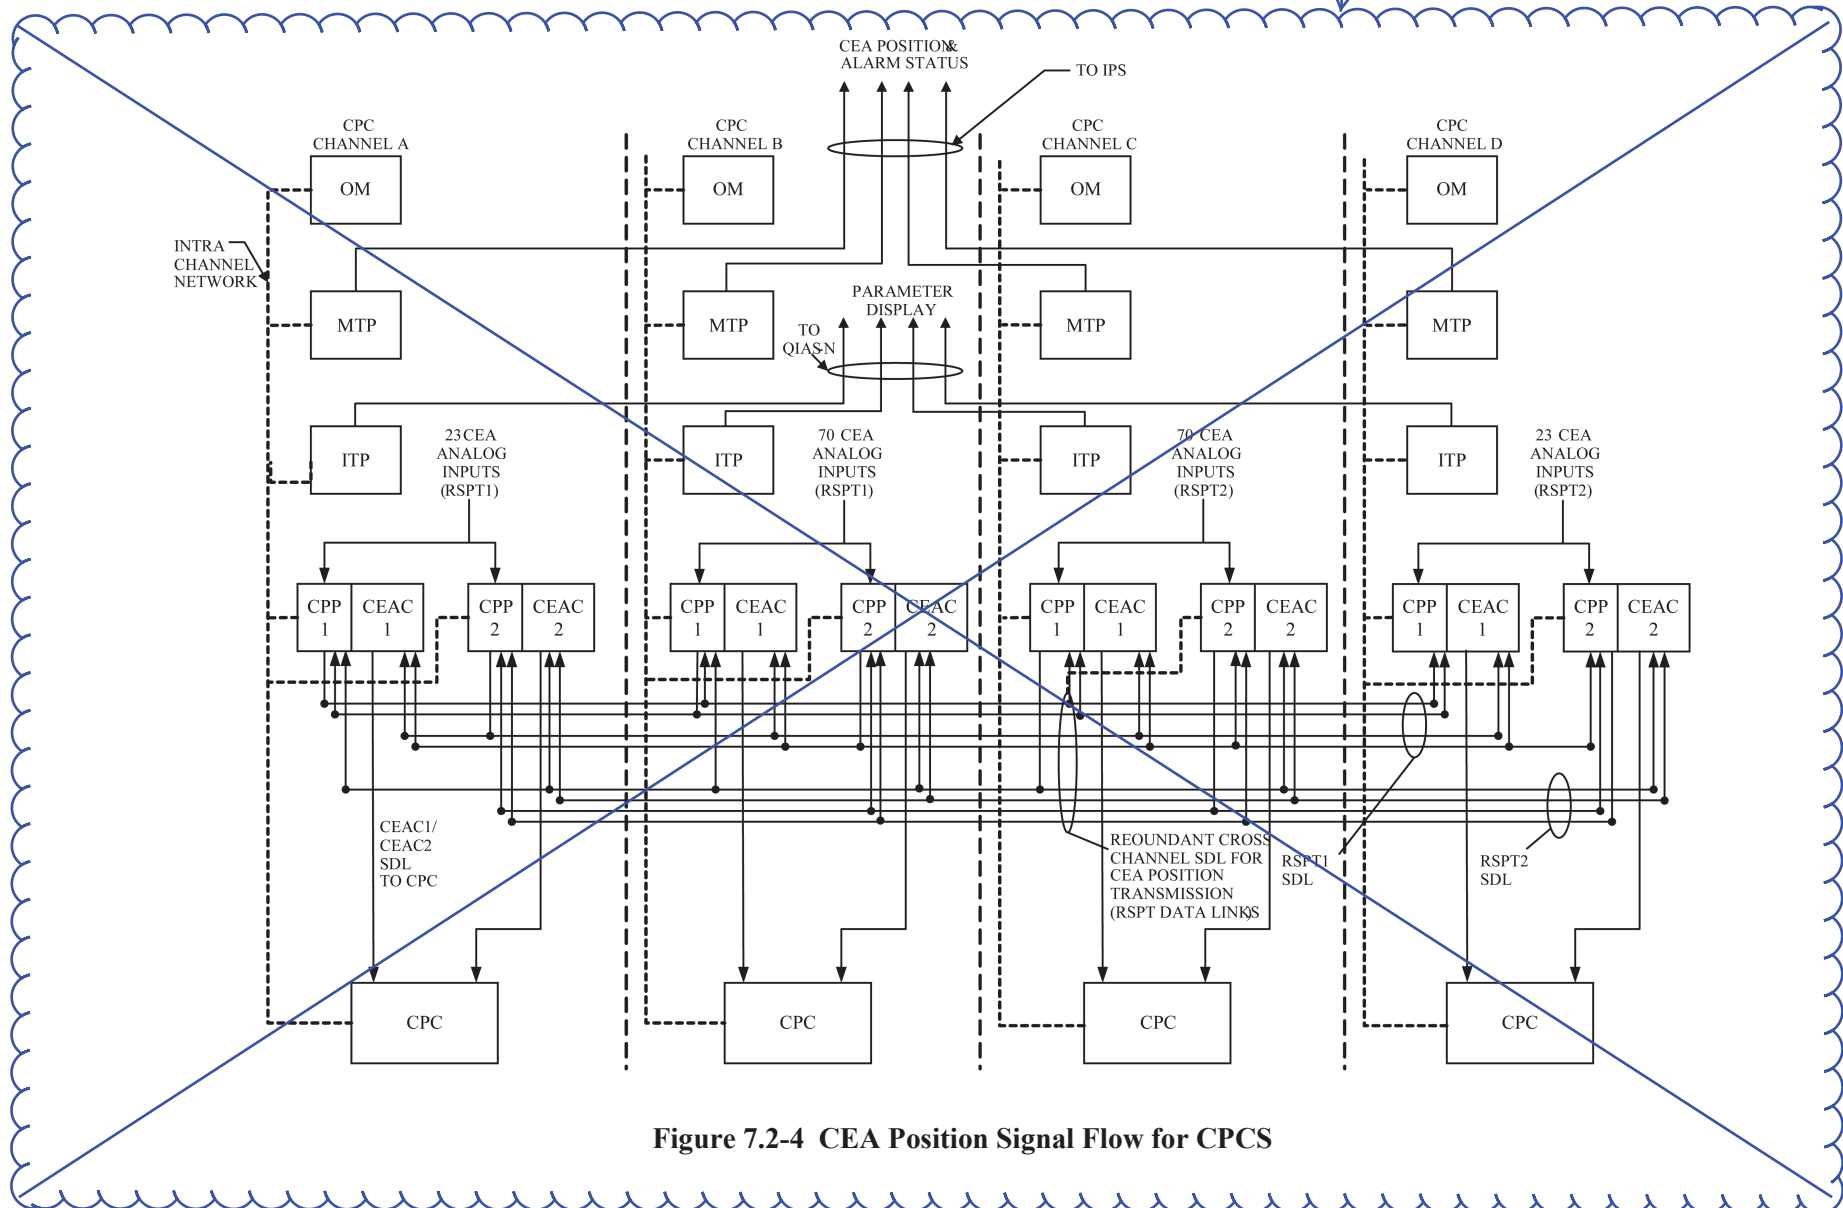 CEA POSITION&
ALARM STATUS
TO IPS
CPC
CHANNEL A
CPC
CHANNEL B
CPC
CHANNEL C
CPC
CHANNEL D
OM
OM
OM
OM
INTRA
CHANNEL
NETWORK
MTP
MTP
MTP
MTP
PARAMETER
DISPLAY
TO
QIAS-N
ITP
ITP
ITP
ITP
23CEA
ANALOG
INPUTS
(RSPT1)
70 CEA
ANALOG
INPUTS
(RSPT1)
70 CEA
ANALOG
INPUTS
(RSPT2)
23 CEA
ANALOG
INPUTS
(RSPT2)
CPP
1
CEAC
1
CPP
2
CEAC
2
CPP
1
CEAC
1
CPP
2
CEAC
2
CPP
1
CEAC
1
CPP
2
CEAC
2
CPP
1
CEAC
1
CPP
2
CEAC
2
CEAC1/
CEAC2
SDL
TO CPC
REOUNDANT CROSS
CHANNEL SDL FOR
CEA POSITION
TRANSMISSION
(RSPT DATA LINKS)
RSPT1
SDL
RSPT2
SDL
CPC
CPC
CPC
CPC
Figure 7.2-4 CEA Position Signal Flow for CPCS